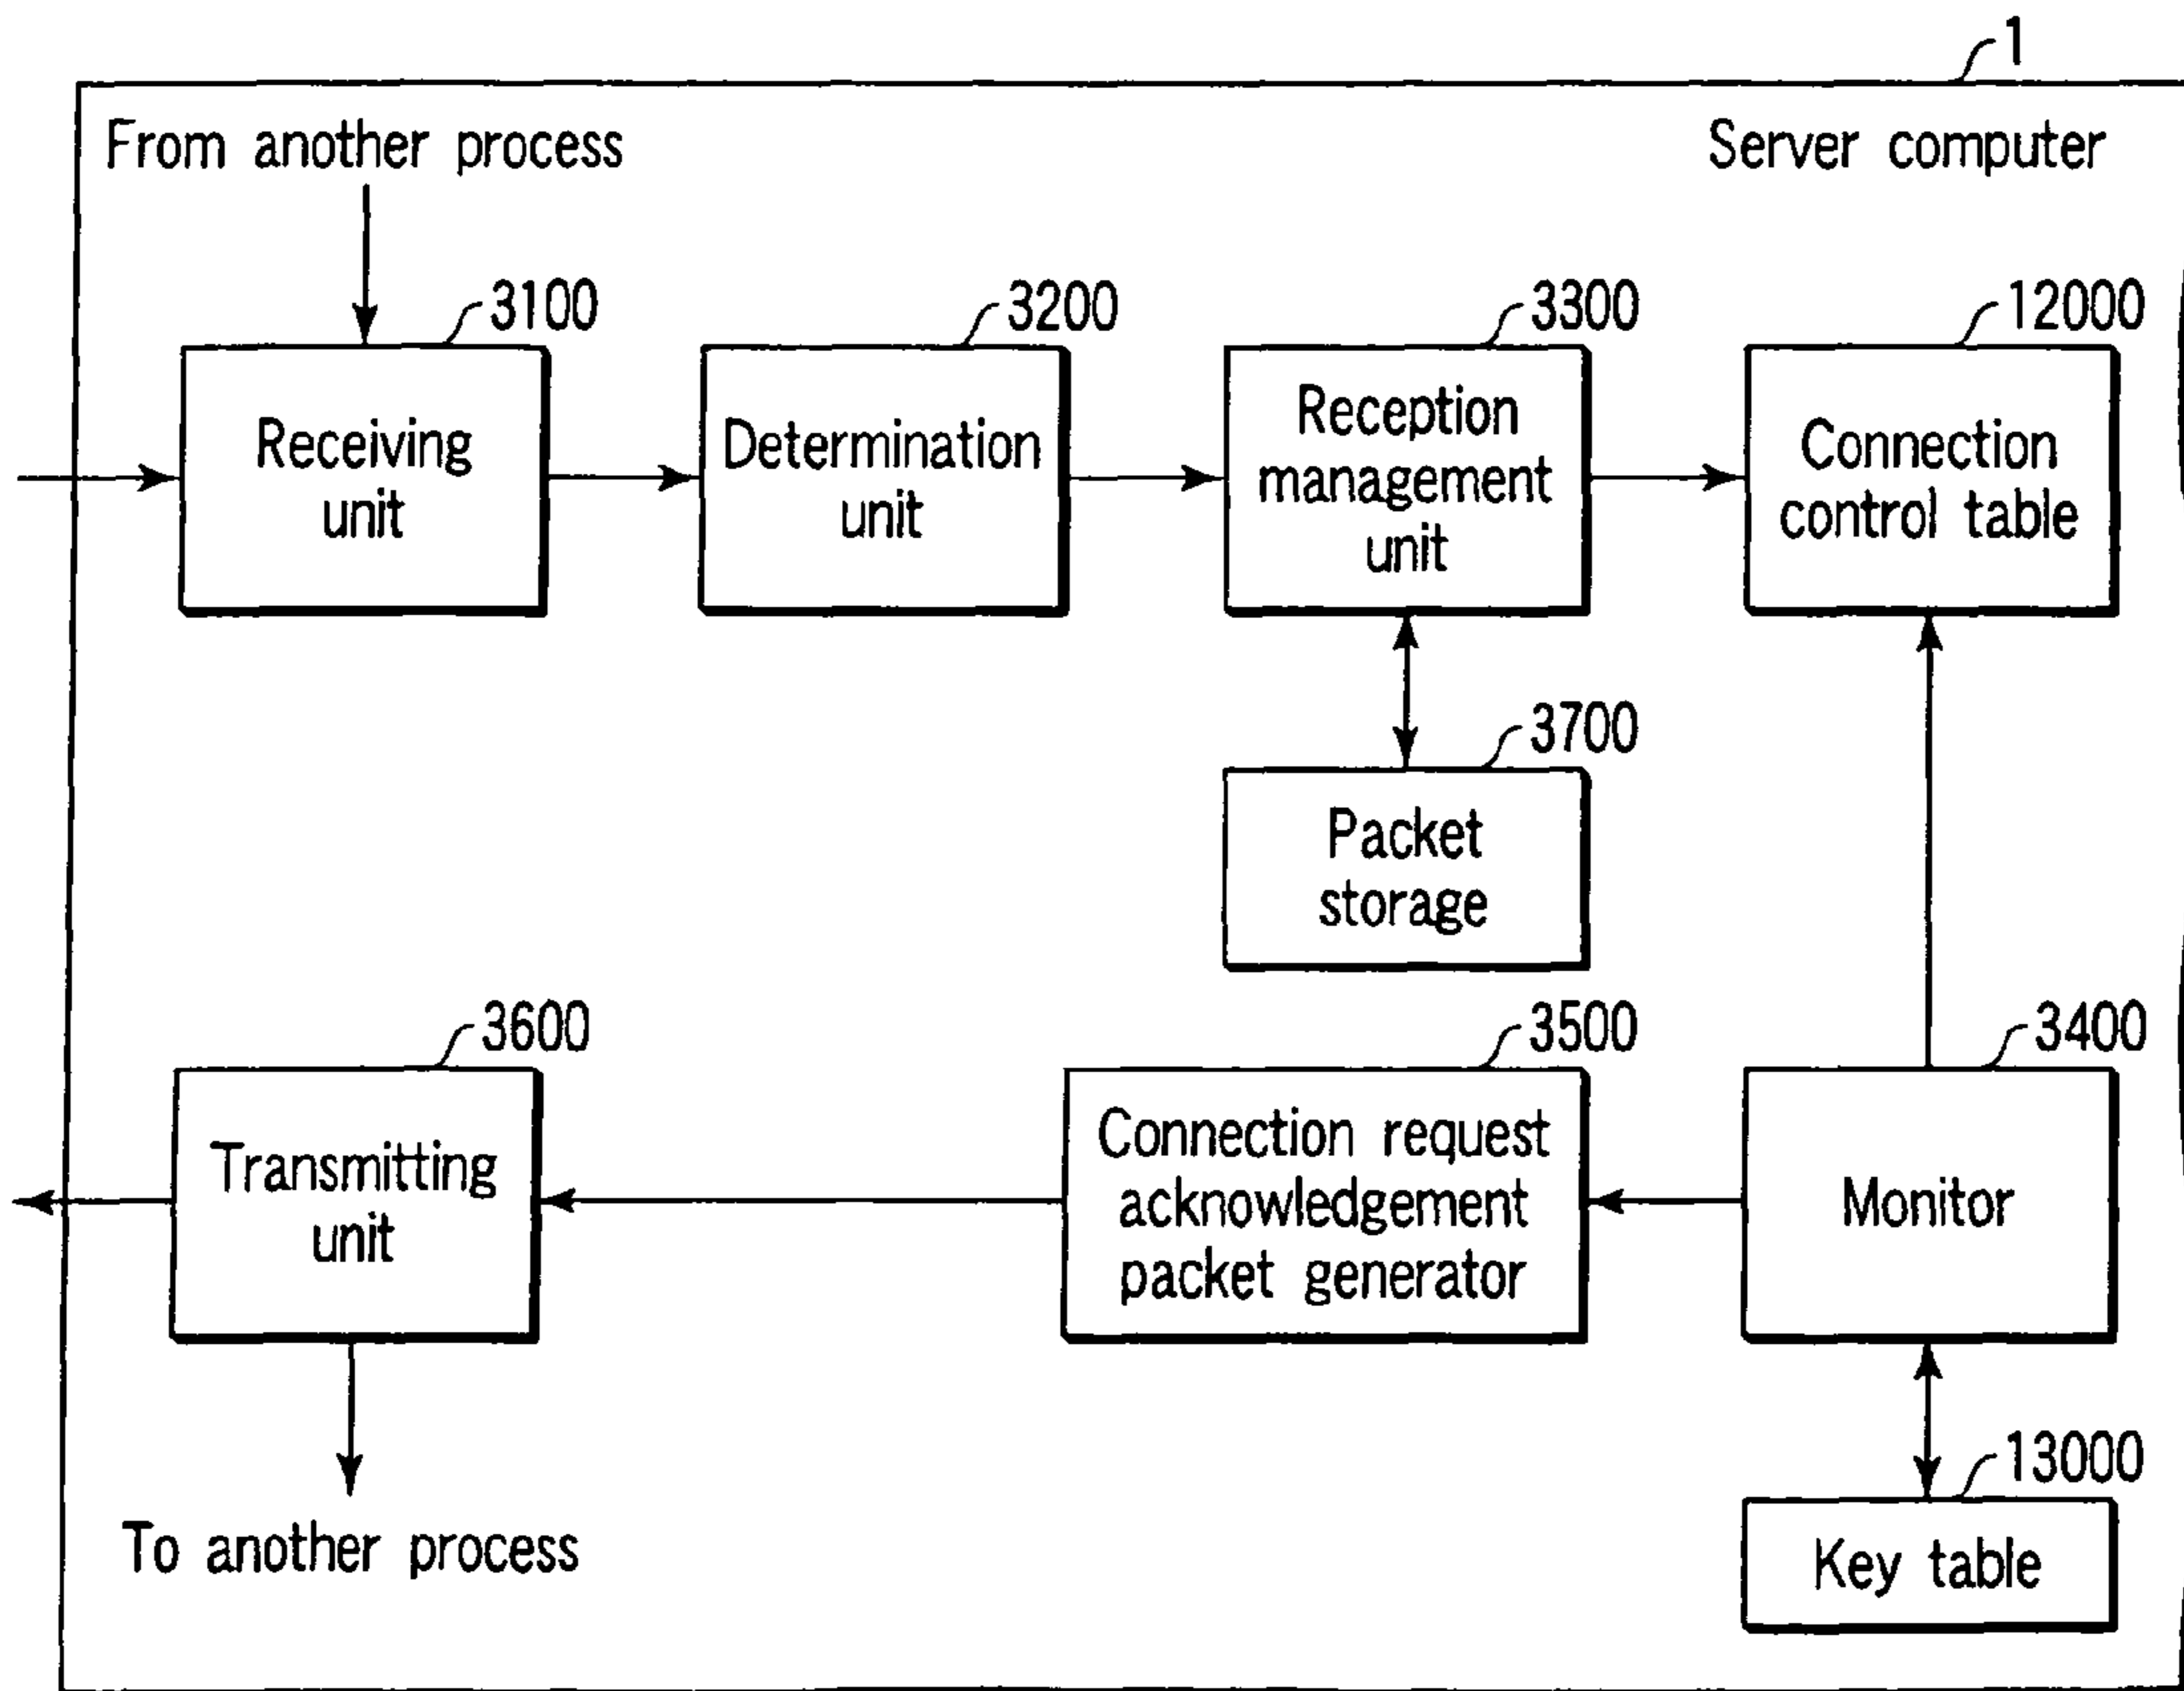 1
From another process
Server computer
3100
3200
3300
12000
Receiving
unit
Determination
unit
Reception
management
unit
Connection
control table
3700
Packet
storage
3600
3500
3400
Transmitting
unit
Connection request
acknowledgement
packet generator
Monitor
13000
To another process
Key table